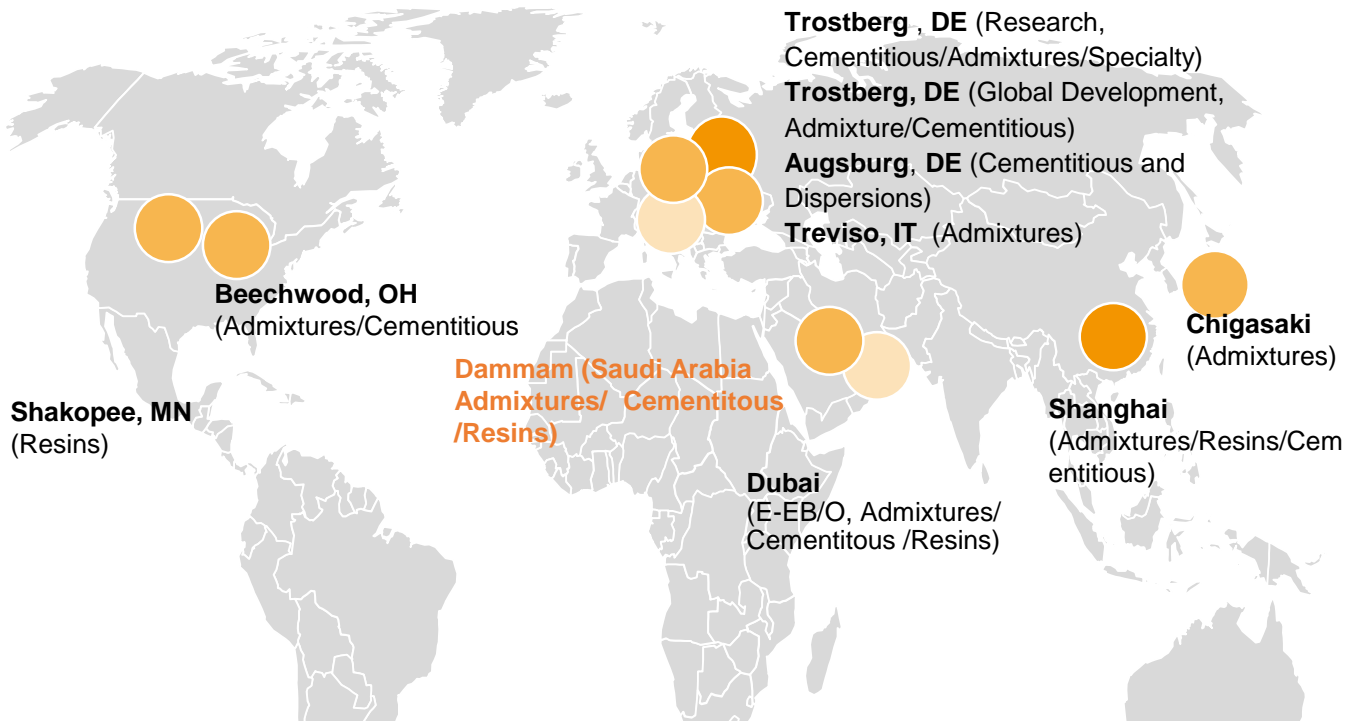 Trostberg , DE (Research,
Cementitious/Admixtures/Specialty)
Trostberg, DE (Global Development,
Admixture/Cementitious)
Augsburg, DE (Cementitious and
Dispersions)
Treviso, IT (Admixtures)
Beechwood, OH
(Admixtures/Cementitious
Chigasaki
(Admixtures)
Dammam (Saudi Arabia
Admixtures/ Cementitous
/Resins)
Shakopee, MN
(Resins)
Shanghai
(Admixtures/Resins/Cem
entitious)
Dubai
(E-EB/O, Admixtures/
Cementitous /Resins)